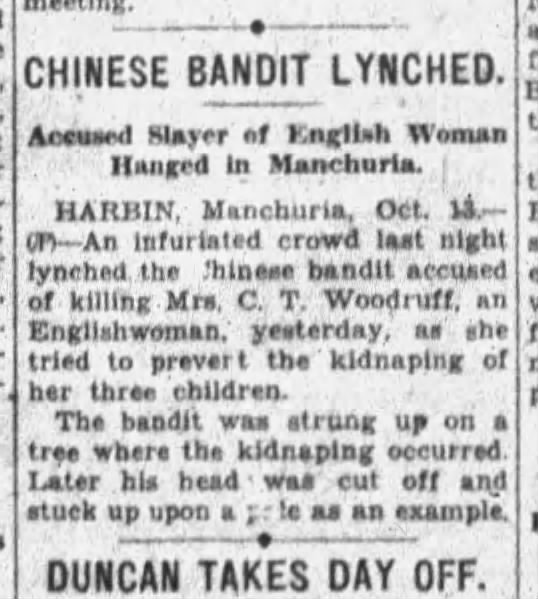 meeting.
CHINESE BANDIT LYNCHED.
Accused Slayer of English Woman
Hanged in Manchuria.
HARBIN, Manchuria, Oct. 13.—
(P)—An infuriated crowd last night
lynched the Chinese bandit accused
of killing Mrs. C. T. Woodruff, an
Englishwoman, yesterday, as she
tried to prevert the kidnaping of
her three children.
The bandit was strung up on a
tree where the kidnaping occurred.
Later his head was cut off and
stuck up upon a as an example.
DUNCAN TAKES DAY OFF.